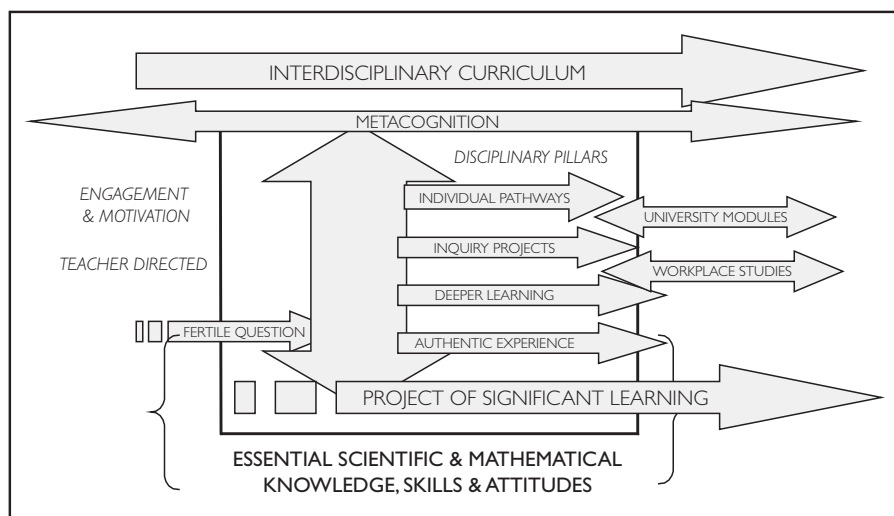 INTERDISCIPLINARY CURRICULUM
METACOGNITION
DISCIPLINARY PILLARS
ENGAGEMENT
& MOTIVATION
INDIVIDUAL PATHWAYS
UNIVERSITY MODULES
INQUIRY PROJECTS
TEACHER DIRECTED
WORKPLACE STUDIES
DEEPER LEARNING
FERTILE QUESTION
AUTHENTIC EXPERIENCE
PROJECT OF SIGNIFICANT LEARNING
ESSENTIAL SCIENTIFIC & MATHEMATICAL
KNOWLEDGE, SKILLS & ATTITUDES